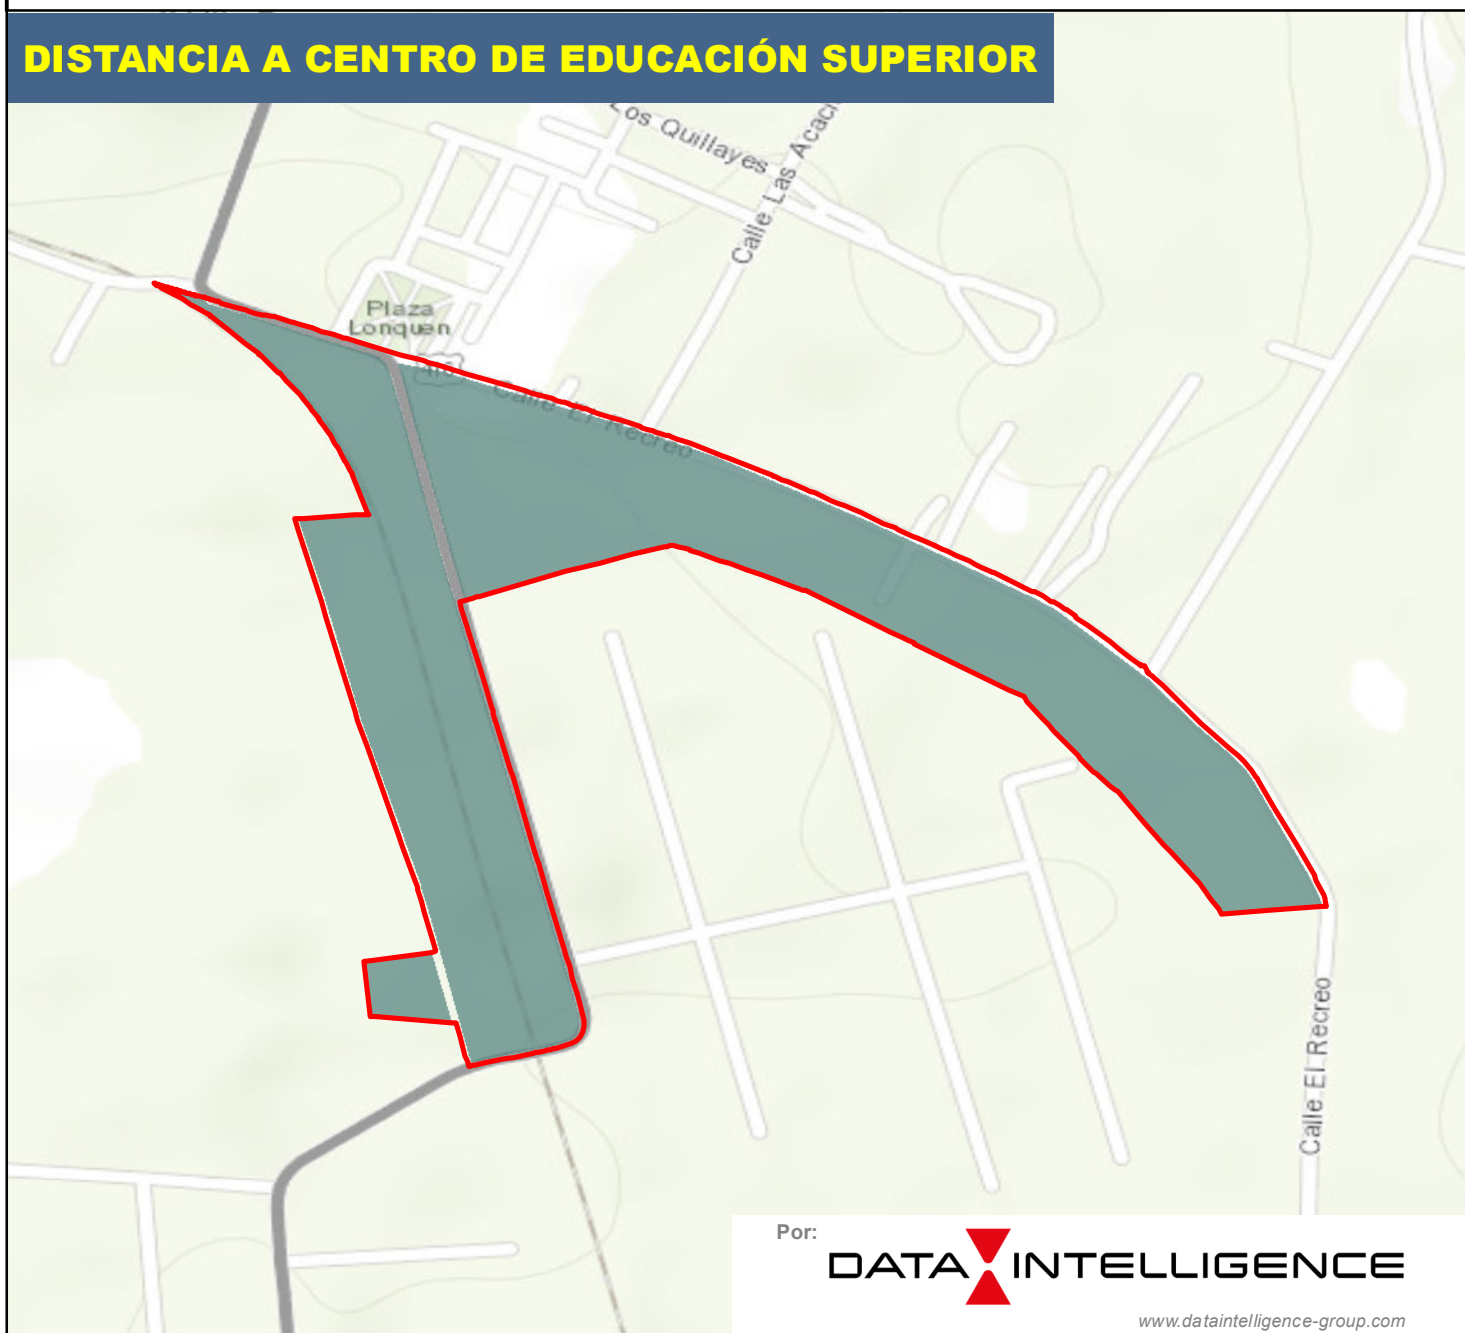 DISTANCIA A CENTRO DE EDUCACIÓN SUPERIOR
Los Quillayes
Calle Las Acaci
Plaza
Lonquen
Calle El Recreo
Calle El Recreo
Por:
DATA INTELLIGENCE
www.dataintelligence-group.com